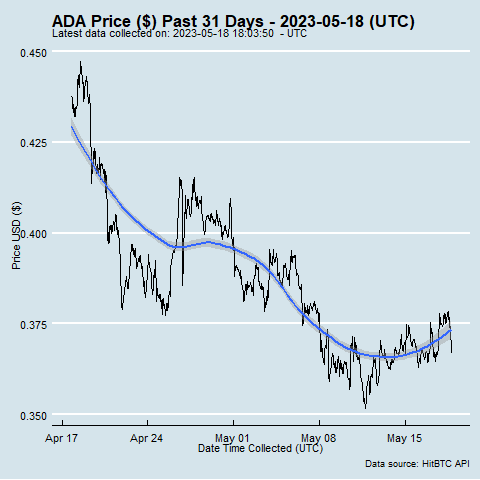 ADA Price ($) Past 31 Days - 2023-05-18 (UTC)
Latest data collected on: 2023-05-18 18:03:50  - UTC
0.450
0.425
0.400
0.375
0.350
Price USD ($)
Apr 17
Apr 24
May 01
May 08
May 15
Date Time Collected (UTC)
Data source: HitBTC API